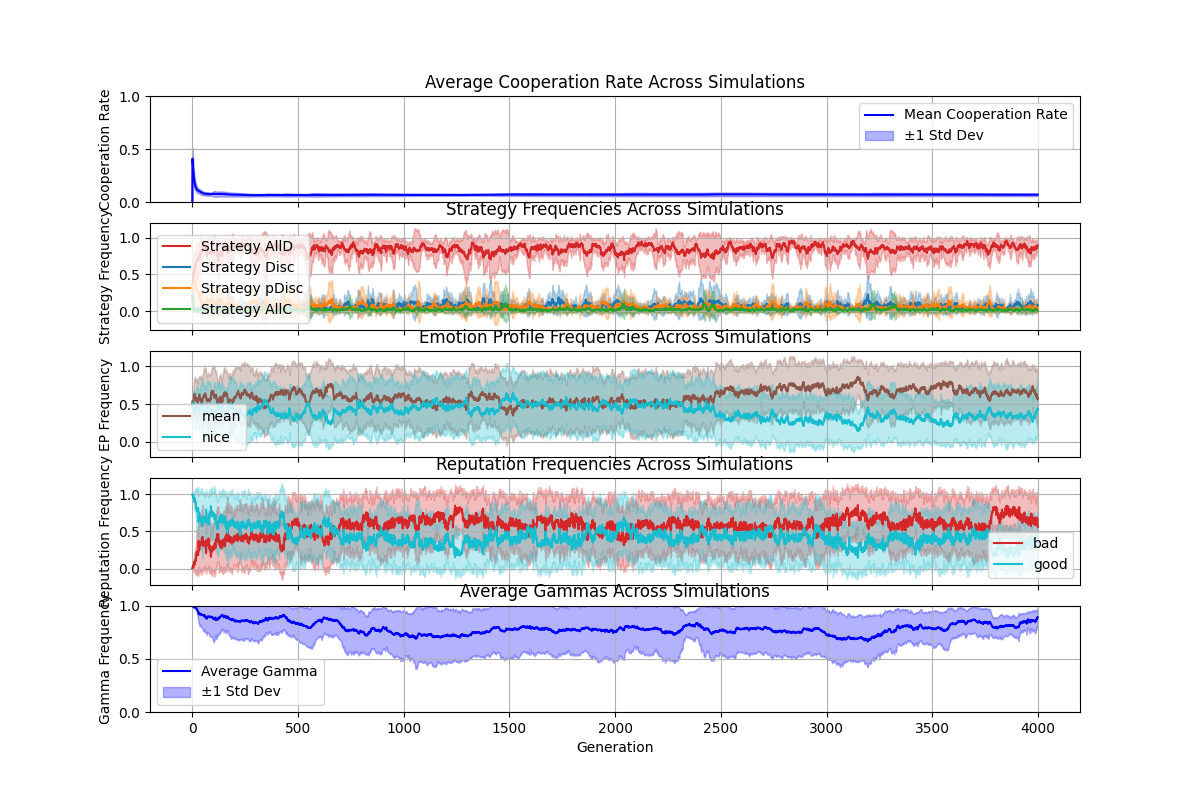 Average Cooperation Rate Across Simulations
Cooperation Rate
1.0
0.5
0.0
Mean Cooperation Rate
±1 Std Dev
Strategy Frequencies Across Simulations
Strategy Frequency
1.0
0.5
0.0
Strategy AllD
Strategy Disc
Strategy pDisc
Strategy AllC
Emotion Profile Frequencies Across Simulations
EP Frequency
1.0
0.5
0.0
mean
nice
Reputation Frequencies Across Simulations
Reputation Frequency
1.0
0.5
0.0
bad
good
Average Gammas Across Simulations
Gamma Frequency
1.0
0.5
0.0
Average Gamma
±1 Std Dev
0 500 1000 1500 2000 2500 3000 3500 4000
Generation